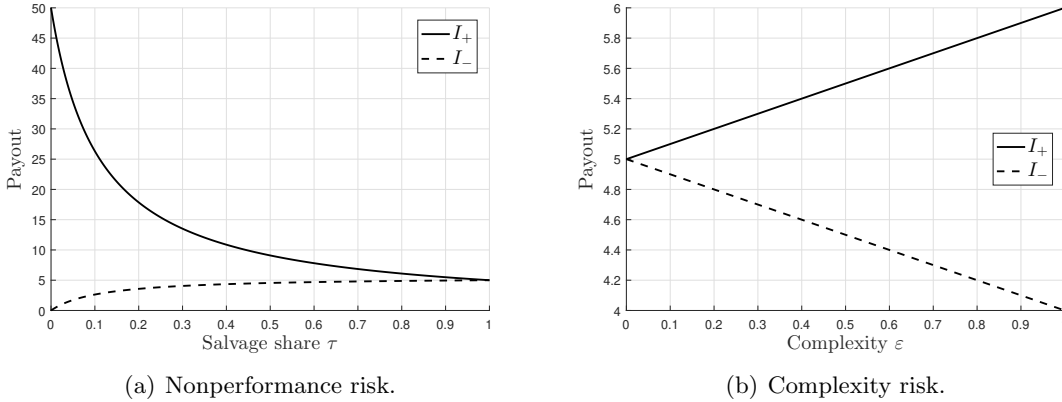 50
45
40
35
30
25
20
15
10
5
0
Payout
I₊
I₋
0 0.1 0.2 0.3 0.4 0.5 0.6 0.7 0.8 0.9 1
Salvage share τ
(a) Nonperformance risk.
6
5.8
5.6
5.4
5.2
5
4.8
4.6
4.4
4.2
4
Payout
I₊
I₋
0 0.1 0.2 0.3 0.4 0.5 0.6 0.7 0.8 0.9
Complexity ε
(b) Complexity risk.